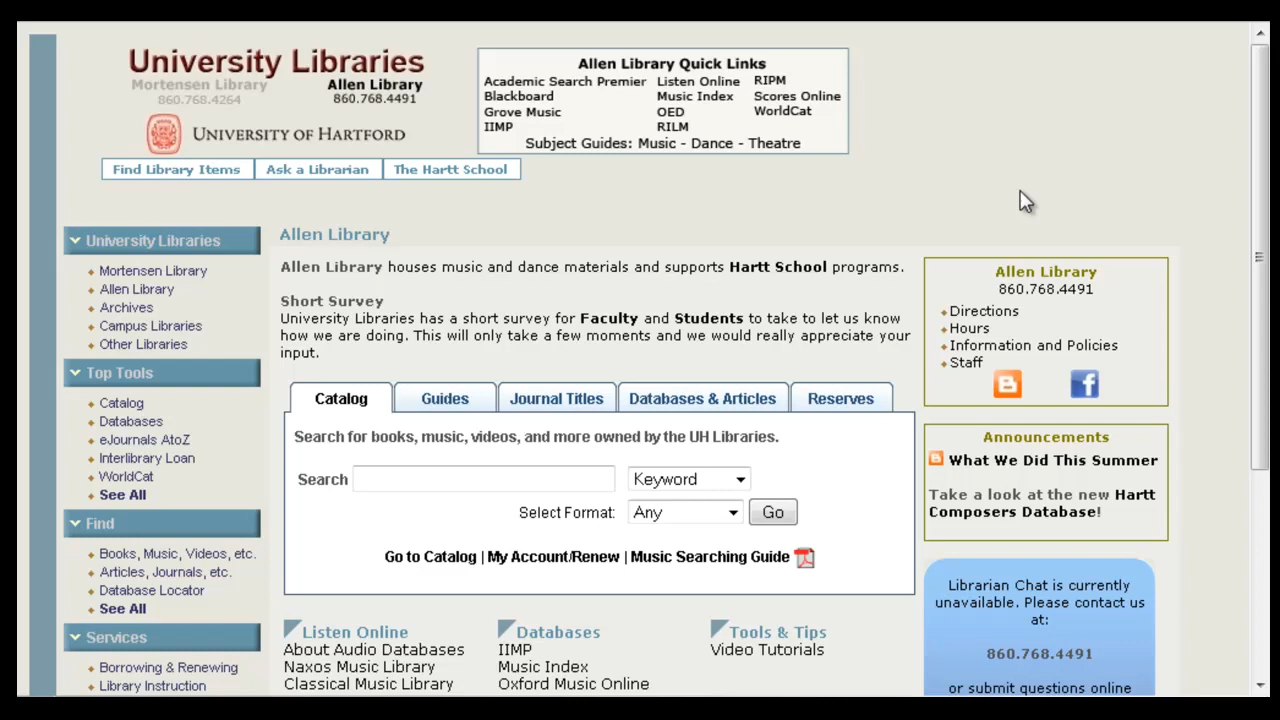 University Libraries
Mortensen Library
860.768.4264
Allen Library
860.768.4491
UNIVERSITY OF HARTFORD
Allen Library Quick Links
Academic Search Premier Listen Online RIPM
Blackboard Music Index Scores Online
Grove Music OED WorldCat
IIMP RILM
Subject Guides: Music - Dance - Theatre
Find Library Items Ask a Librarian The Hartt School
University Libraries
Mortensen Library
Allen Library
Archives
Campus Libraries
Other Libraries
Top Tools
Catalog
Databases
eJournals AtoZ
Interlibrary Loan
WorldCat
See All
Find
Books, Music, Videos, etc.
Articles, Journals, etc.
Database Locator
See All
Services
Borrowing & Renewing
Library Instruction
Allen Library
Allen Library houses music and dance materials and supports Hartt School programs.
Short Survey
University Libraries has a short survey for Faculty and Students to take to let us know
how we are doing. This will only take a few moments and we would really appreciate your
input.
Catalog Guides Journal Titles Databases & Articles Reserves
Search for books, music, videos, and more owned by the UH Libraries.
Search Keyword
Select Format: Any Go
Go to Catalog | My Account/Renew | Music Searching Guide
Listen Online
About Audio Databases
Naxos Music Library
Classical Music Library
Databases
IIMP
Music Index
Oxford Music Online
Tools & Tips
Video Tutorials
Allen Library
860.768.4491
Directions
Hours
Information and Policies
Staff
Announcements
What We Did This Summer
Take a look at the new Hartt
Composers Database!
Librarian Chat is currently
unavailable. Please contact us
at:
860.768.4491
or submit questions online